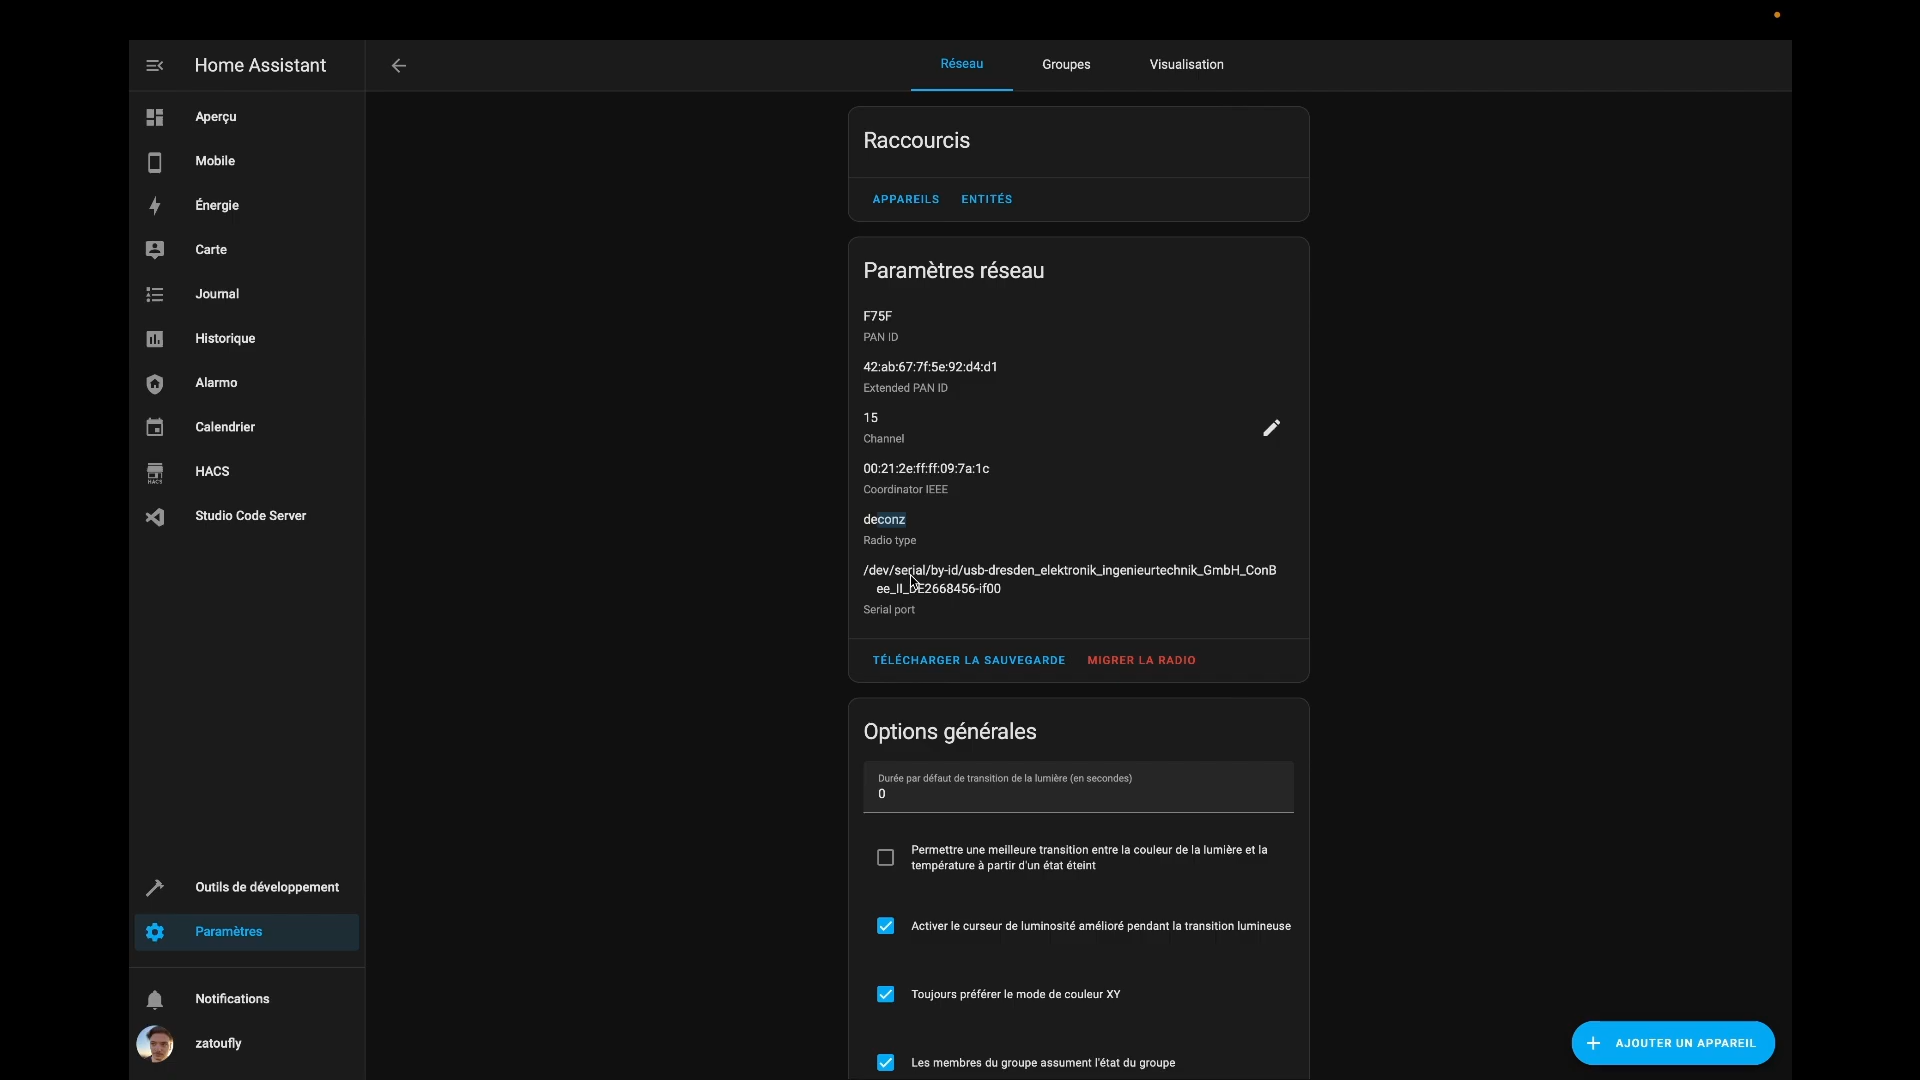 Home Assistant
Réseau
Groupes
Visualisation
Aperçu
Mobile
Énergie
Carte
Journal
Historique
Alarmo
Calendrier
HACS
HACS
Studio Code Server
Outils de développement
Paramètres
Notifications
zatoufly
Raccourcis
APPAREILS
ENTITÉS
Paramètres réseau
F75F
PAN ID
42:ab:67:7f:5e:92:d4:d1
Extended PAN ID
15
Channel
00:21:2e:ff:ff:09:7a:1c
Coordinator IEEE
deconz
Radio type
/dev/serial/by-id/usb-dresden_elektronik_ingenieurtechnik_GmbH_ConB
ee_II_DE2668456-if00
Serial port
TÉLÉCHARGER LA SAUVEGARDE
MIGRER LA RADIO
Options générales
Durée par défaut de transition de la lumière (en secondes)
0
Permettre une meilleure transition entre la couleur de la lumière et la
température à partir d'un état éteint
Activer le curseur de luminosité amélioré pendant la transition lumineuse
Toujours préférer le mode de couleur XY
Les membres du groupe assument l'état du groupe
AJOUTER UN APPAREIL